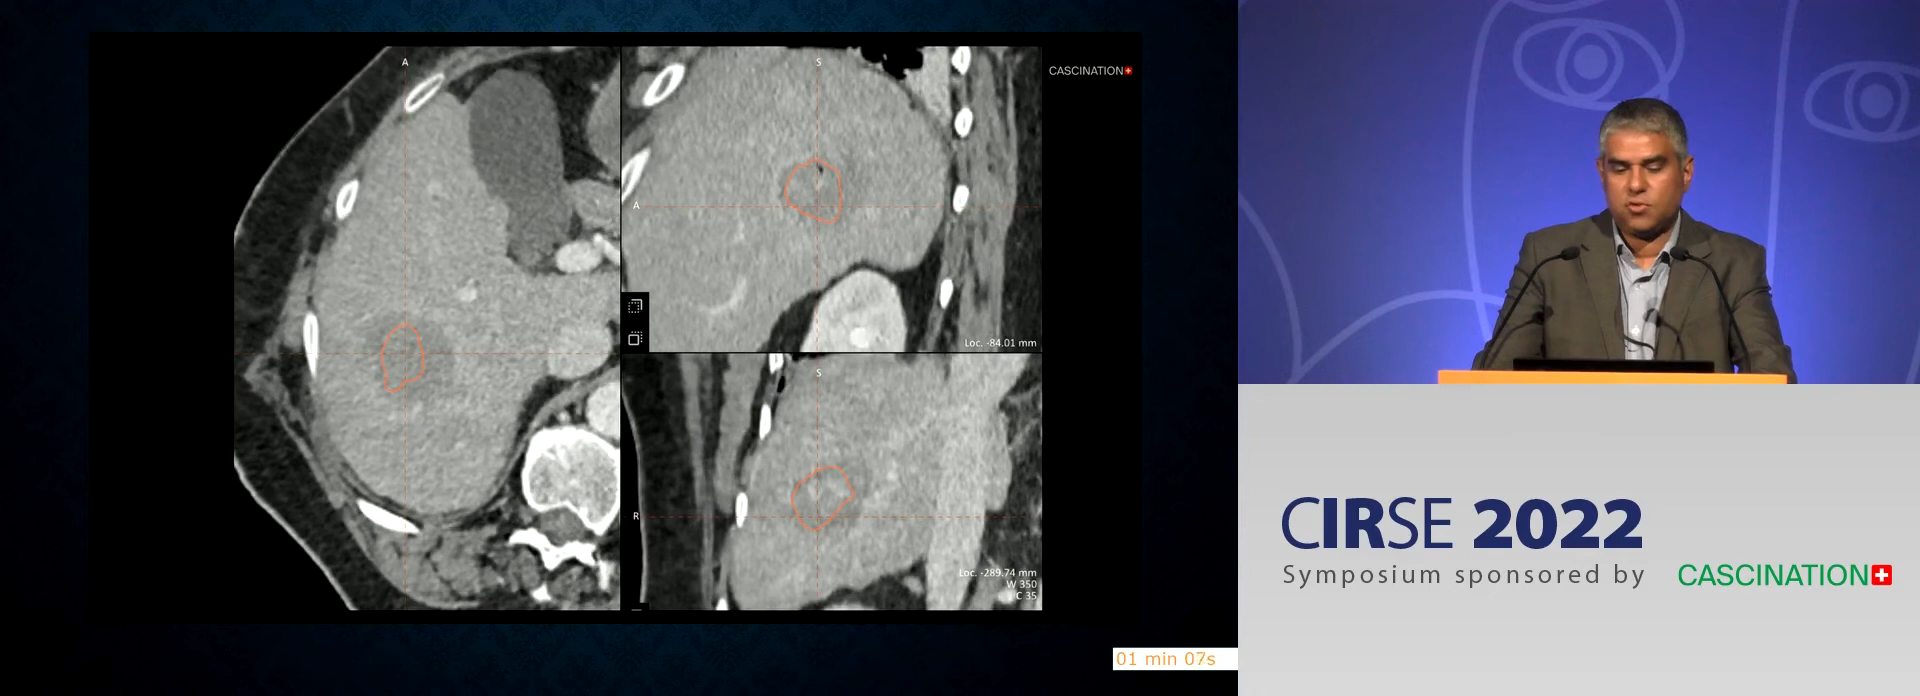 A
S
CASCINATION
A
Loc. -84.01 mm
S
R
Loc. -289.74 mm
W 350
C 35
01 min 07s
CIRSE 2022
Symposium sponsored by CASCINATION